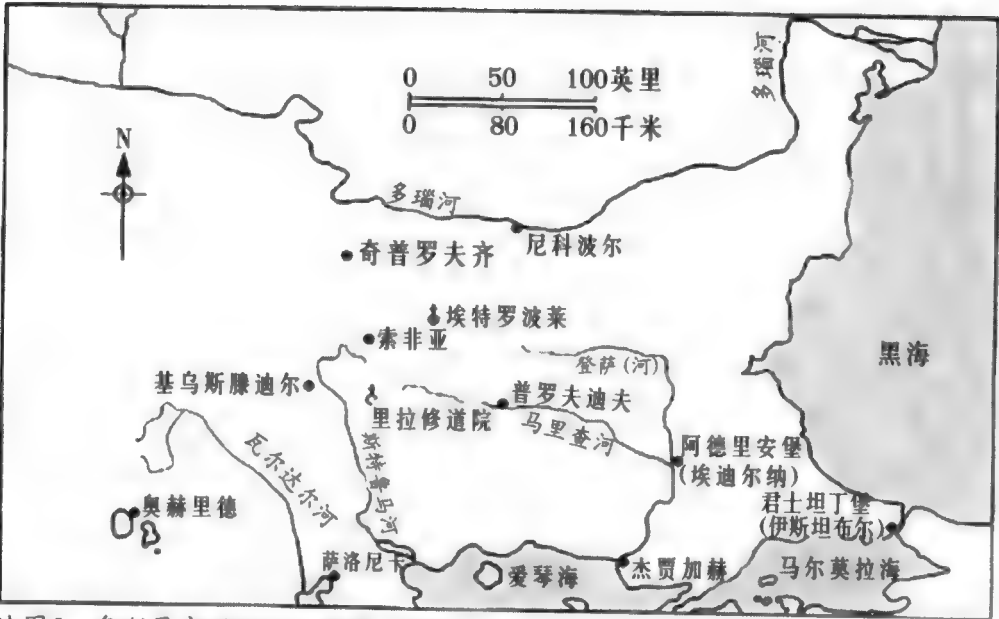 0 50 100英里
0 80 160千米
N
多瑙河
多瑙河
尼科波尔
奇普罗夫齐
埃特罗波莱
索非亚
黑海
登萨(河)
基乌斯滕迪尔
普罗夫迪夫
里拉修道院
马里查河
斯特鲁马河
瓦尔达尔河
阿德里安堡
(埃迪尔纳)
君士坦丁堡
(伊斯坦布尔)
奥赫里德
萨洛尼卡
爱琴海
杰贾加赫
马尔莫拉海